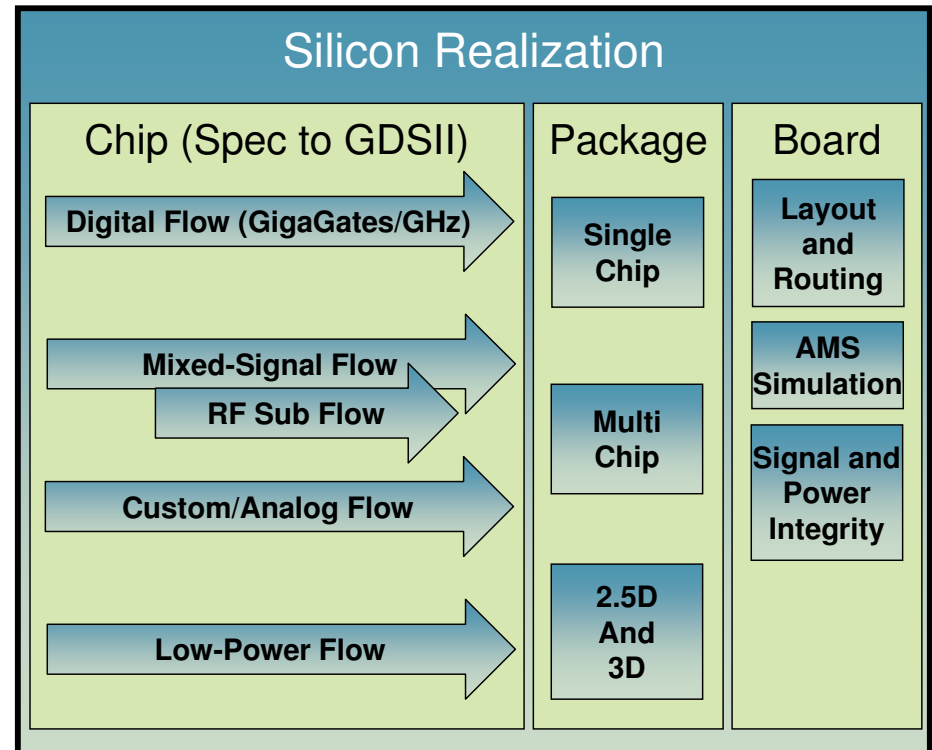 Silicon Realization
Chip (Spec to GDSII)
Digital Flow (GigaGates/GHz)
Mixed-Signal Flow
RF Sub Flow
Custom/Analog Flow
Low-Power Flow
Package
Single
Chip
Multi
Chip
2.5D
And
3D
Board
Layout
and
Routing
AMS
Simulation
Signal and
Power
Integrity